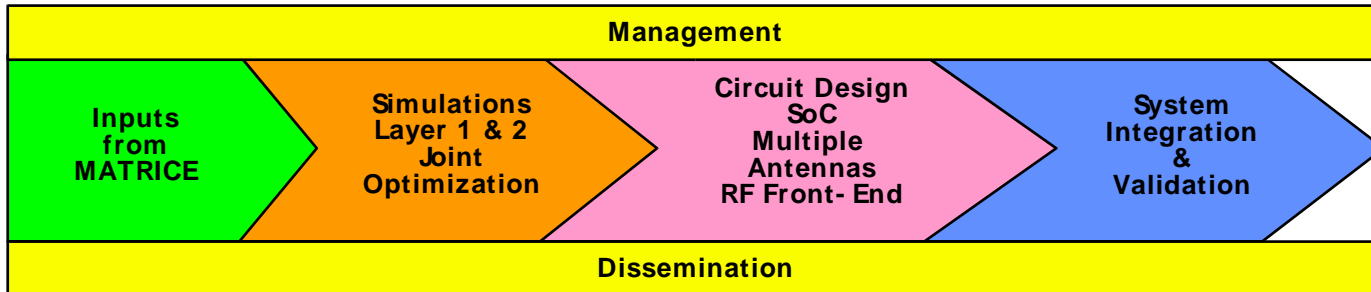 Management
Inputs
from
MATRICE
Simulations
Layer 1 & 2
Joint
Optimization
Circuit Design
SoC
Multiple
Antennas
RF Front- End
System
Integration
&
Validation
Dissemination